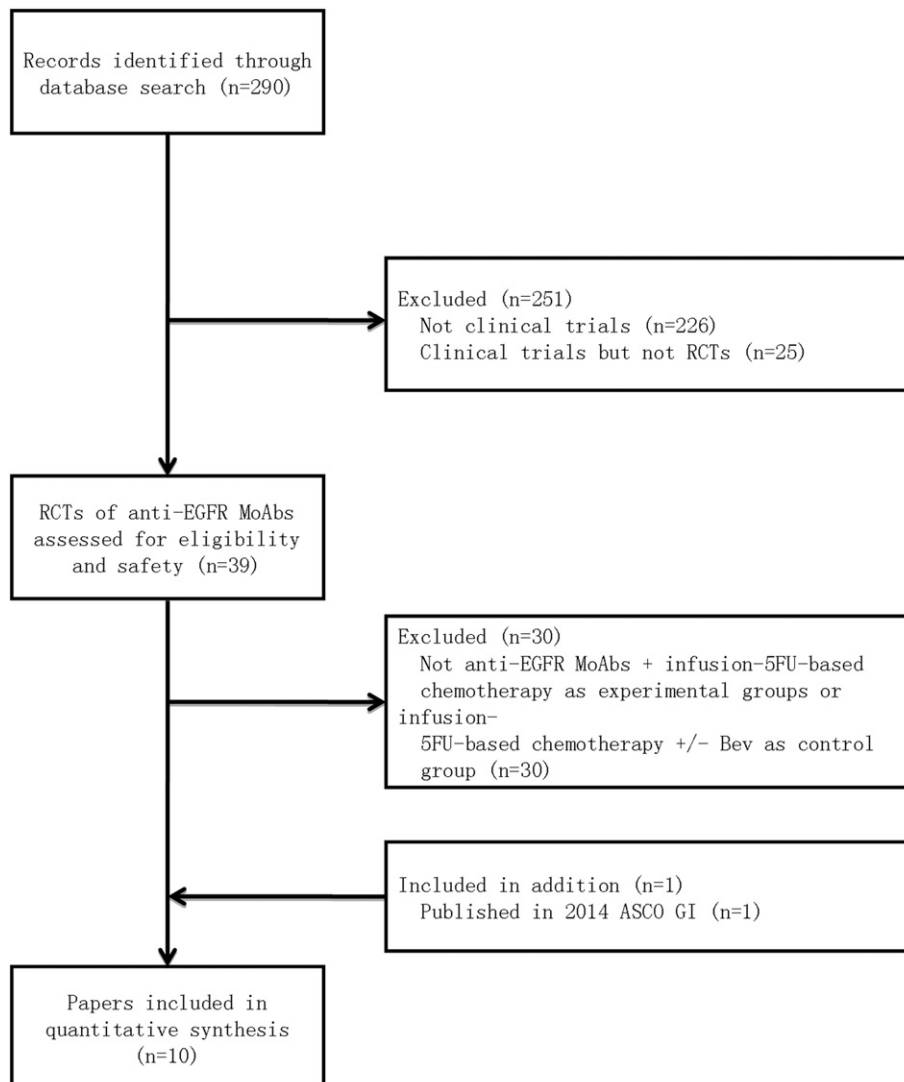 Records identified through
database search (n=290)
Excluded (n=251)
Not clinical trials (n=226)
Clinical trials but not RCTs (n=25)
RCTs of anti-EGFR MoAbs
assessed for eligibility
and safety (n=39)
Excluded (n=30)
Not anti-EGFR MoAbs + infusion-5FU-based
chemotherapy as experimental groups or
infusion-
5FU-based chemotherapy +/- Bev as control
group (n=30)
Included in addition (n=1)
Published in 2014 ASCO GI (n=1)
Papers included in
quantitative synthesis
(n=10)